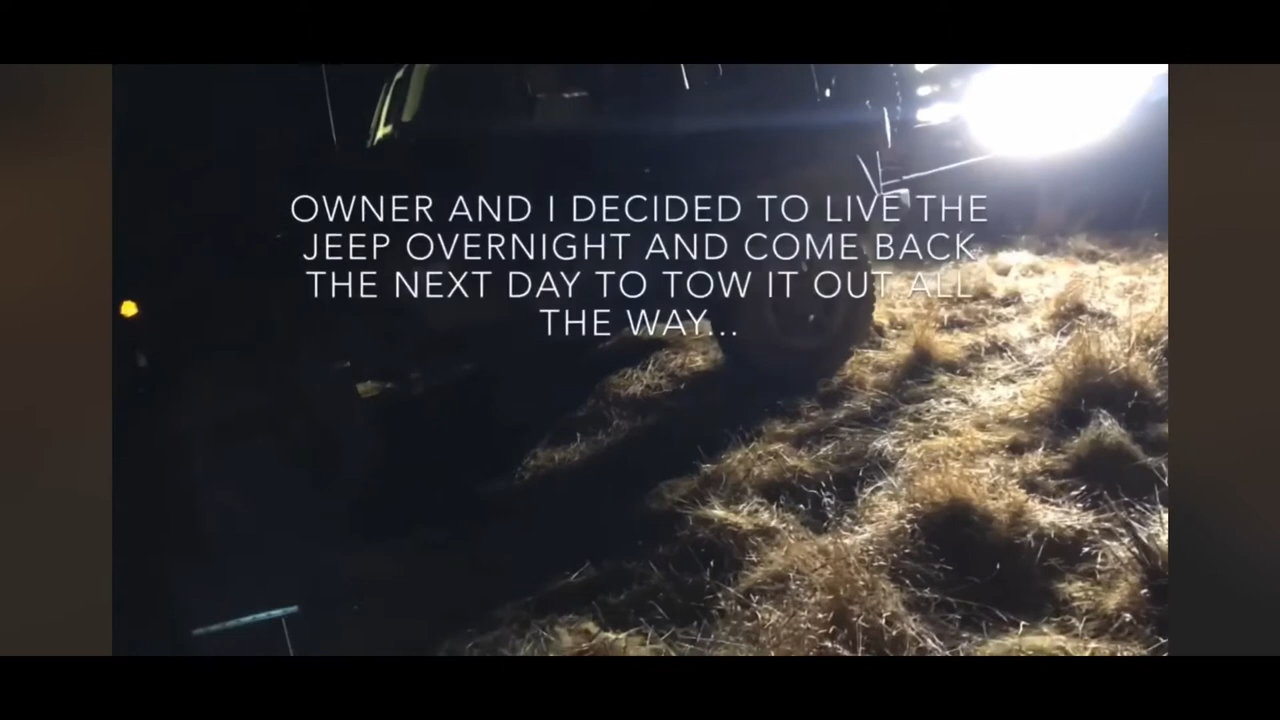 OWNER AND I DECIDED TO LIVE THE
JEEP OVERNIGHT AND COME BACK
THE NEXT DAY TO TOW IT OUT ALL
THE WAY...